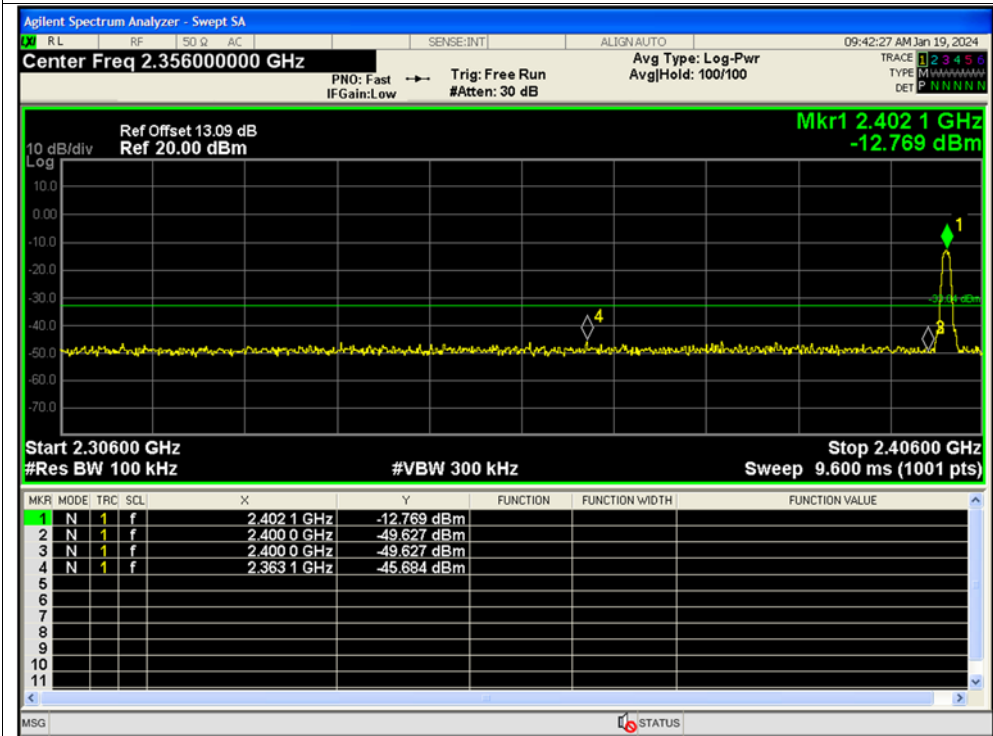 Agilent Spectrum Analyzer - Swept SA
RL RF 50 Ω AC SENSE:INT ALIGN AUTO 09:42:27 AM Jan 19, 2024
Center Freq 2.356000000 GHz
PNO: Fast
IFGain:Low
Trig: Free Run
#Atten: 30 dB
Avg Type: Log-Pwr
Avg|Hold: 100/100
TRACE 1 2 3 4 5 6
TYPE M
DET P N N N N N
Mkr1 2.402 1 GHz
-12.769 dBm
Ref Offset 13.09 dB
10 dB/div Ref 20.00 dBm
Log
10.0
0.00
-10.0
-20.0
-30.0
-40.0
-50.0
-60.0
-70.0
1
4
Start 2.30600 GHz Stop 2.40600 GHz
#Res BW 100 kHz #VBW 300 kHz Sweep 9.600 ms (1001 pts)
MKR MODE TRC SCL X Y FUNCTION FUNCTION WIDTH FUNCTION VALUE
1 N 1 f 2.402 1 GHz -12.769 dBm
2 N 1 f 2.400 0 GHz -49.627 dBm
3 N 1 f 2.400 0 GHz -49.627 dBm
4 N 1 f 2.363 1 GHz -45.684 dBm
5
6
7
8
9
10
11
MSG STATUS